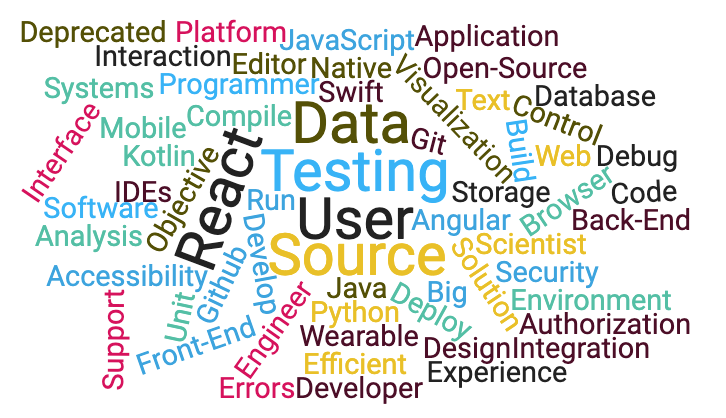 Deprecated
Platform
JavaScript
Application
Interaction
Editor
Native
Visualization
Open-Source
Systems
Programmer
Swift
Text
Database
Control
Interface
Mobile
Compile
Data
Git
Build
Web
Debug
Kotlin
Objective
React
Testing
Storage
Browser
Code
IDEs
Run
Software
User
Angular
Back-End
Analysis
Develop
Source
Solution
Scientist
Accessibility
Github
Security
Support
Unit
Java
Deploy
Big
Environment
Front-End
Engineer
Python
Authorization
Wearable
Design
Integration
Efficient
Experience
Errors
Developer